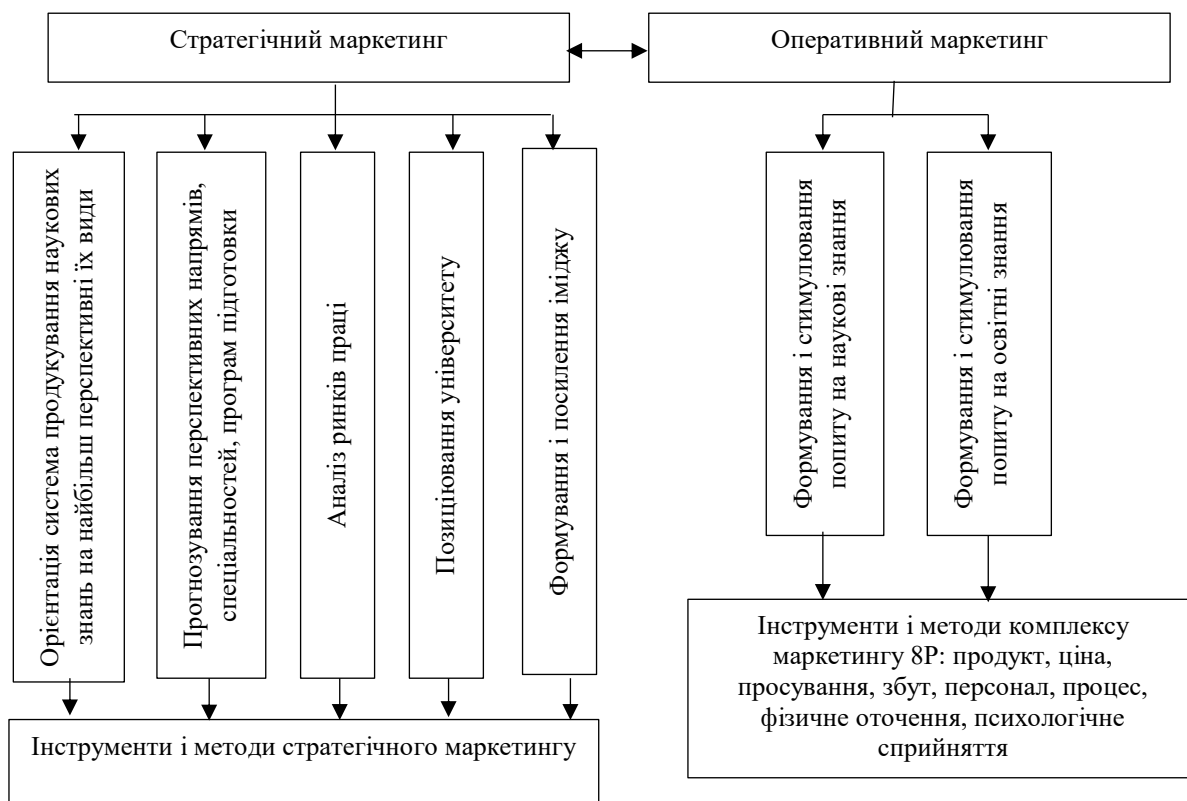 Стратегічний маркетинг
Оперативний маркетинг
Орієнтація система продукування наукових
знань на найбільш перспективні їх види
Прогнозування перспективних напрямів,
спеціальностей, програм підготовки
Аналіз ринків праці
Позиціювання університету
Формування і посилення іміджу
Формування і стимулювання
попиту на наукові знання
Формування і стимулювання
попиту на освітні знання
Інструменти і методи стратегічного маркетингу
Інструменти і методи комплексу
маркетингу 8Р: продукт, ціна,
просування, збут, персонал, процес,
фізичне оточення, психологічне
сприйняття